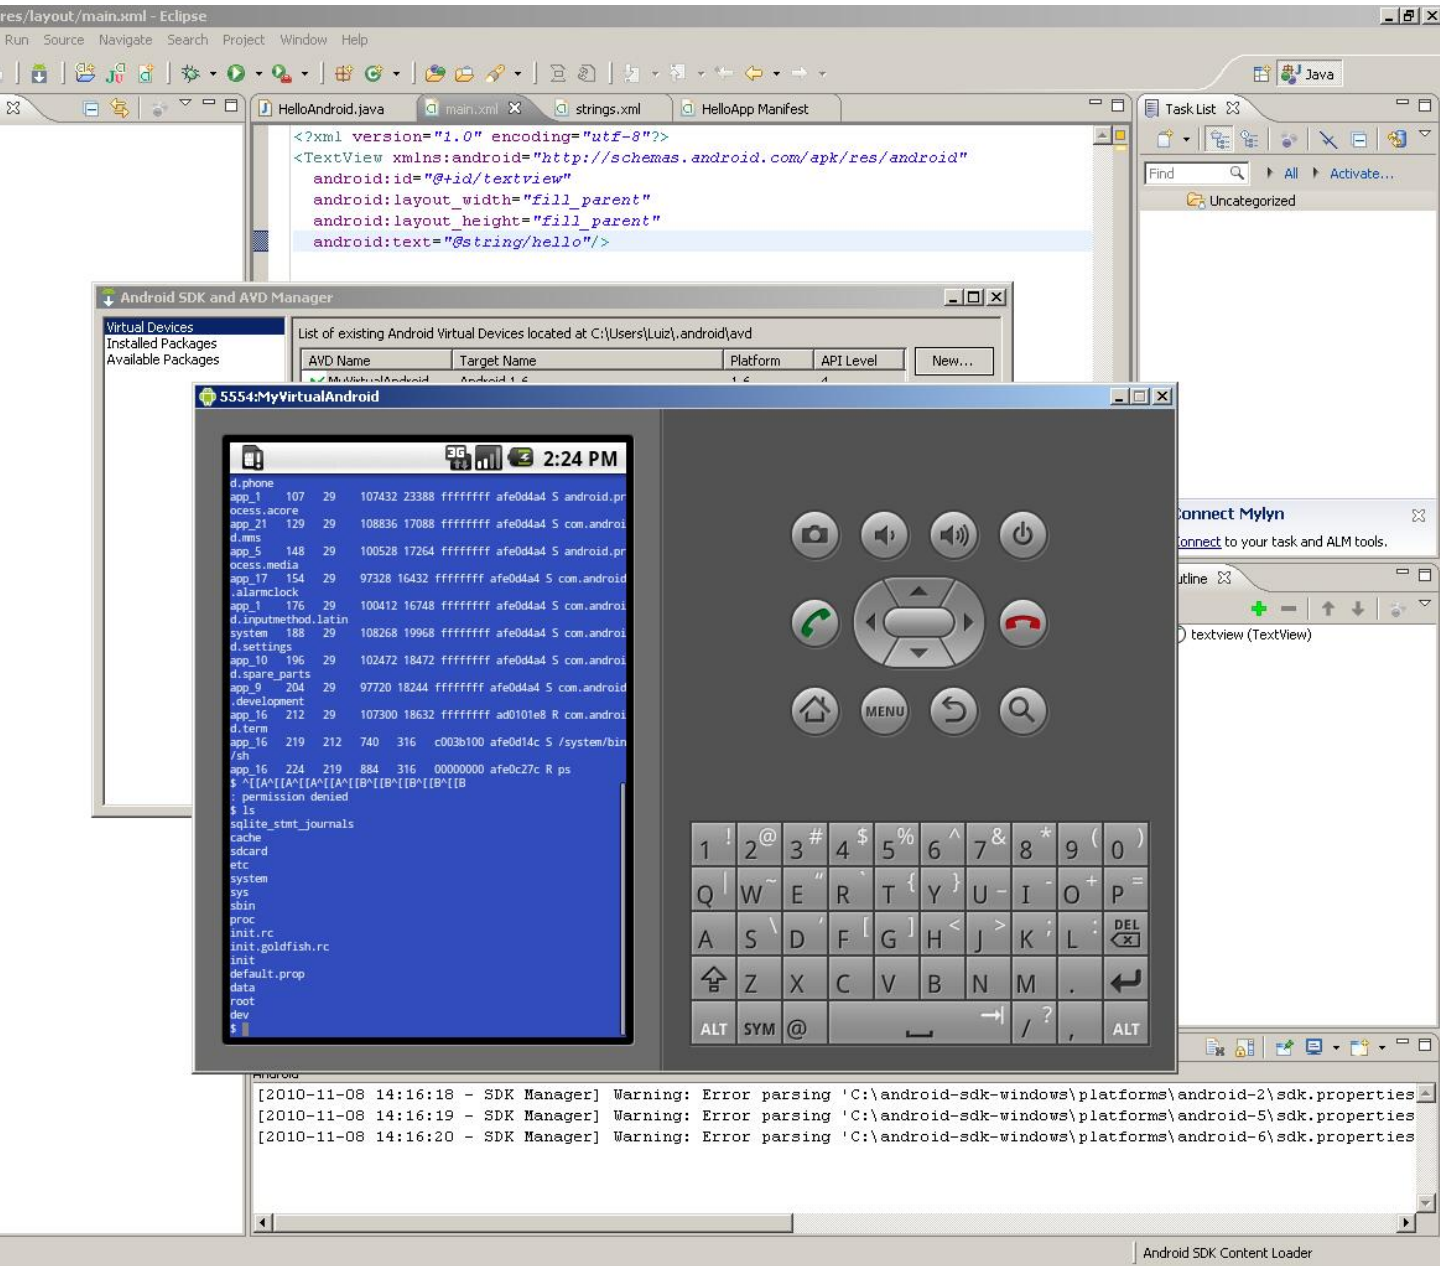 res/layout/main.xml - Eclipse
Run Source Navigate Search Project Window Help
Java
HelloAndroid.java main.xml strings.xml HelloApp Manifest
Task List
<?xml version="1.0" encoding="utf-8"?>
<TextView xmlns:android="http://schemas.android.com/apk/res/android"
android:id="@+id/textview"
android:layout_width="fill_parent"
android:layout_height="fill_parent"
android:text="@string/hello"/>
Find All Activate...
Uncategorized
Android SDK and AVD Manager
Virtual Devices
Installed Packages
Available Packages
List of existing Android Virtual Devices located at C:\Users\Luiz\.android\avd
AVD Name Target Name Platform API Level New...
MyVirtualAndroid Android 1.6 1.6 4
5554:MyVirtualAndroid
3G 2:24 PM
d.phone
app_1 107 29 107432 23388 ffffffff afe0d4a4 S android.pr
ocess.acore
app_21 129 29 108836 17088 ffffffff afe0d4a4 S com.androi
d.mms
app_5 148 29 100528 17264 ffffffff afe0d4a4 S android.pr
ocess.media
app_17 154 29 97328 16432 ffffffff afe0d4a4 S com.android
.alarmclock
app_1 176 29 100412 16748 ffffffff afe0d4a4 S com.androi
d.inputmethod.latin
system 188 29 108268 19968 ffffffff afe0d4a4 S com.androi
d.settings
app_10 196 29 102472 18472 ffffffff afe0d4a4 S com.androi
d.spare_parts
app_9 204 29 97720 18244 ffffffff afe0d4a4 S com.android
.development
app_16 212 29 107300 18632 ffffffff ad0101e8 R com.androi
d.term
app_16 219 212 740 316 c003b100 afe0d14c S /system/bin
/sh
app_16 224 219 884 316 00000000 afe0c27c R ps
$ ^[[A^[[A^[[A^[[A^[[B^[[B^[[B^[[B^[[B
: permission denied
$ ls
sqlite_stmt_journals
cache
sdcard
etc
system
sys
sbin
proc
init.rc
init.goldfish.rc
init
default.prop
data
root
dev
$
MENU
1 ! 2 @ 3 # 4 $ 5 % 6 ^ 7 & 8 * 9 ( 0 )
Q | W ~ E " R ` T { Y } U - I - O + P =
A S \ D ' F [ G ] H < J > K ; L : DEL
Z X C V B N M .
ALT SYM @ / ? , ALT
onnect Mylyn
onnect to your task and ALM tools.
utline
textview (TextView)
Android
[2010-11-08 14:16:18 - SDK Manager] Warning: Error parsing 'C:\android-sdk-windows\platforms\android-2\sdk.properties
[2010-11-08 14:16:19 - SDK Manager] Warning: Error parsing 'C:\android-sdk-windows\platforms\android-5\sdk.properties
[2010-11-08 14:16:20 - SDK Manager] Warning: Error parsing 'C:\android-sdk-windows\platforms\android-6\sdk.properties
Android SDK Content Loader